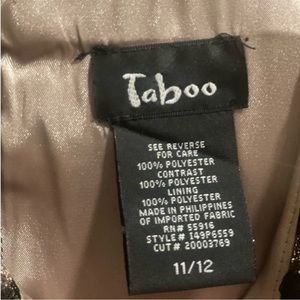 Taboo
SEE REVERSE
FOR CARE
100% POLYESTER
CONTRAST
100% POLYESTER
LINING
100% POLYESTER
MADE IN PHILIPPINES
OF IMPORTED FABRIC
RN# 55916
STYLE# I49P6559
CUT# 20003769
11/12